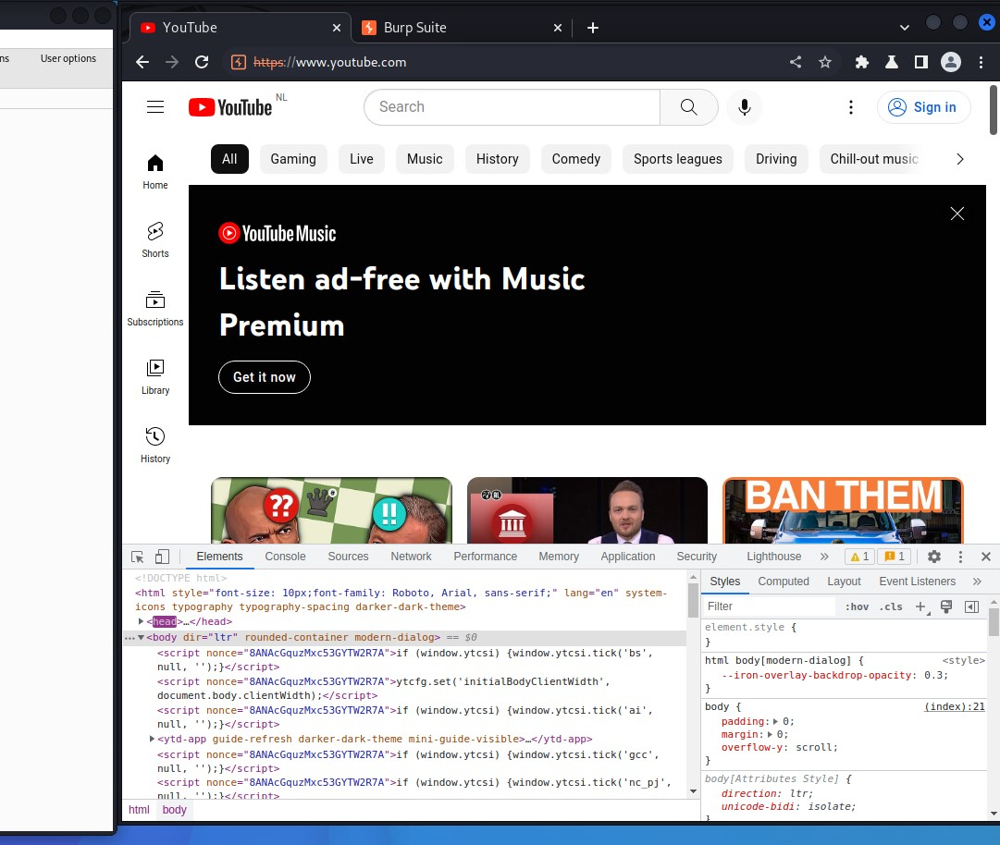 ns
User options
YouTube
Burp Suite
https://www.youtube.com
YouTube NL
Search
Sign in
All
Gaming
Live
Music
History
Comedy
Sports leagues
Driving
Chill-out music
Home
Shorts
Subscriptions
Library
History
YouTube Music
Listen ad-free with Music
Premium
Get it now
??
!!
BAN THEM
Elements
Console
Sources
Network
Performance
Memory
Application
Security
Lighthouse
»
1
1
<!DOCTYPE html>
<html style="font-size: 10px;font-family: Roboto, Arial, sans-serif;" lang="en" system-
icons typography typography-spacing darker-dark-theme>
<head>…</head>
<body dir="ltr" rounded-container modern-dialog> == $0
<script nonce="8ANAcGquzMxc53GYTW2R7A">if (window.ytcsi) {window.ytcsi.tick('bs',
null, '');}</script>
<script nonce="8ANAcGquzMxc53GYTW2R7A">ytcfg.set('initialBodyClientWidth',
document.body.clientWidth);</script>
<script nonce="8ANAcGquzMxc53GYTW2R7A">if (window.ytcsi) {window.ytcsi.tick('ai',
null, '');}</script>
<ytd-app guide-refresh darker-dark-theme mini-guide-visible>…</ytd-app>
<script nonce="8ANAcGquzMxc53GYTW2R7A">if (window.ytcsi) {window.ytcsi.tick('gcc',
null, '');}</script>
<script nonce="8ANAcGquzMxc53GYTW2R7A">if (window.ytcsi) {window.ytcsi.tick('nc_pj',
null, '');}</script>
html body
Styles
Computed
Layout
Event Listeners
»
Filter
:hov .cls
element.style {
}
html body[modern-dialog] { <style>
--iron-overlay-backdrop-opacity: 0.3;
}
body { (index):21
padding: 0;
margin: 0;
overflow-y: scroll;
}
body[Attributes Style] {
direction: ltr;
unicode-bidi: isolate;
}